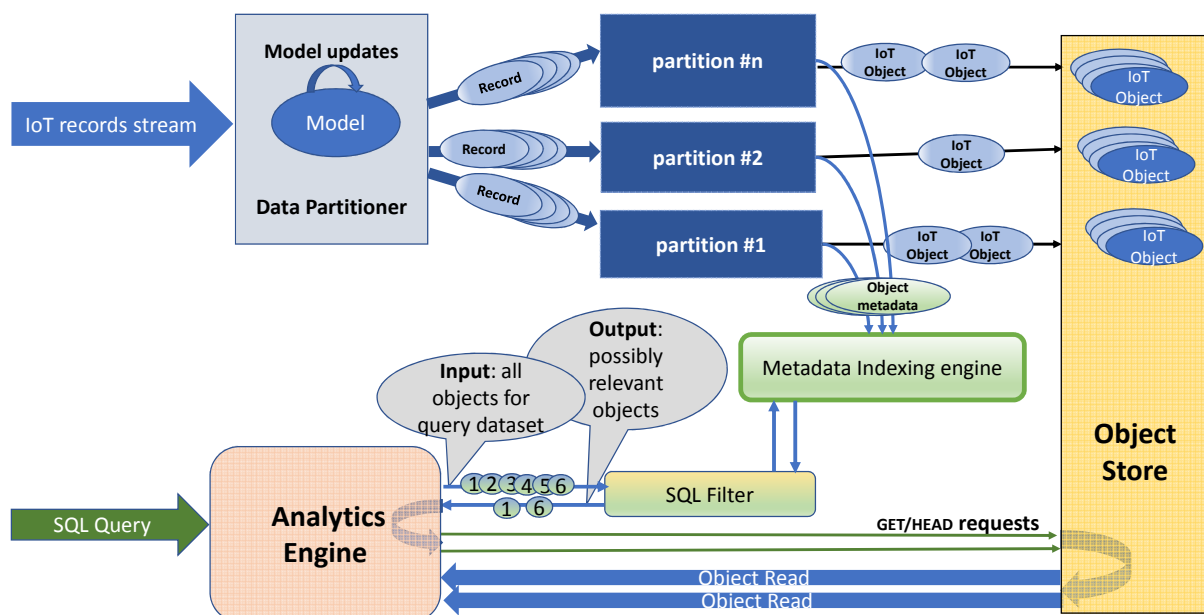 Model updates
Model
Data Partitioner
IoT records stream
Record
Record
Record
partition #n
partition #2
partition #1
IoT
Object
IoT
Object
IoT
Object
IoT
Object
IoT
Object
IoT
Object
IoT
Object
IoT
Object
Object
metadata
Metadata Indexing engine
Output:
possibly
relevant
objects
Input: all
objects for
query dataset
1 2 3 4 5 6
1 6
SQL Filter
Object
Store
SQL Query
Analytics
Engine
GET/HEAD requests
Object Read
Object Read